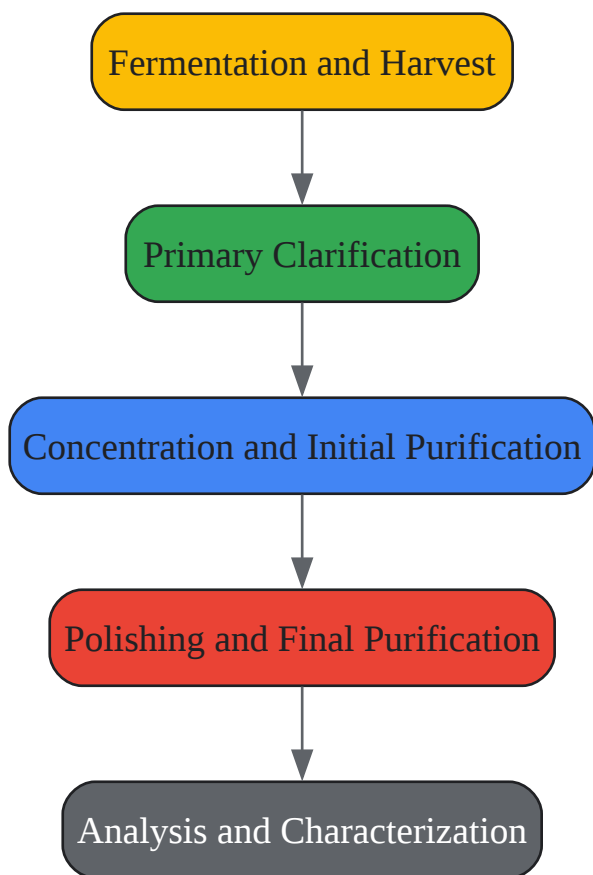 Fermentation and Harvest
Primary Clarification
Concentration and Initial Purification
Polishing and Final Purification
Analysis and Characterization